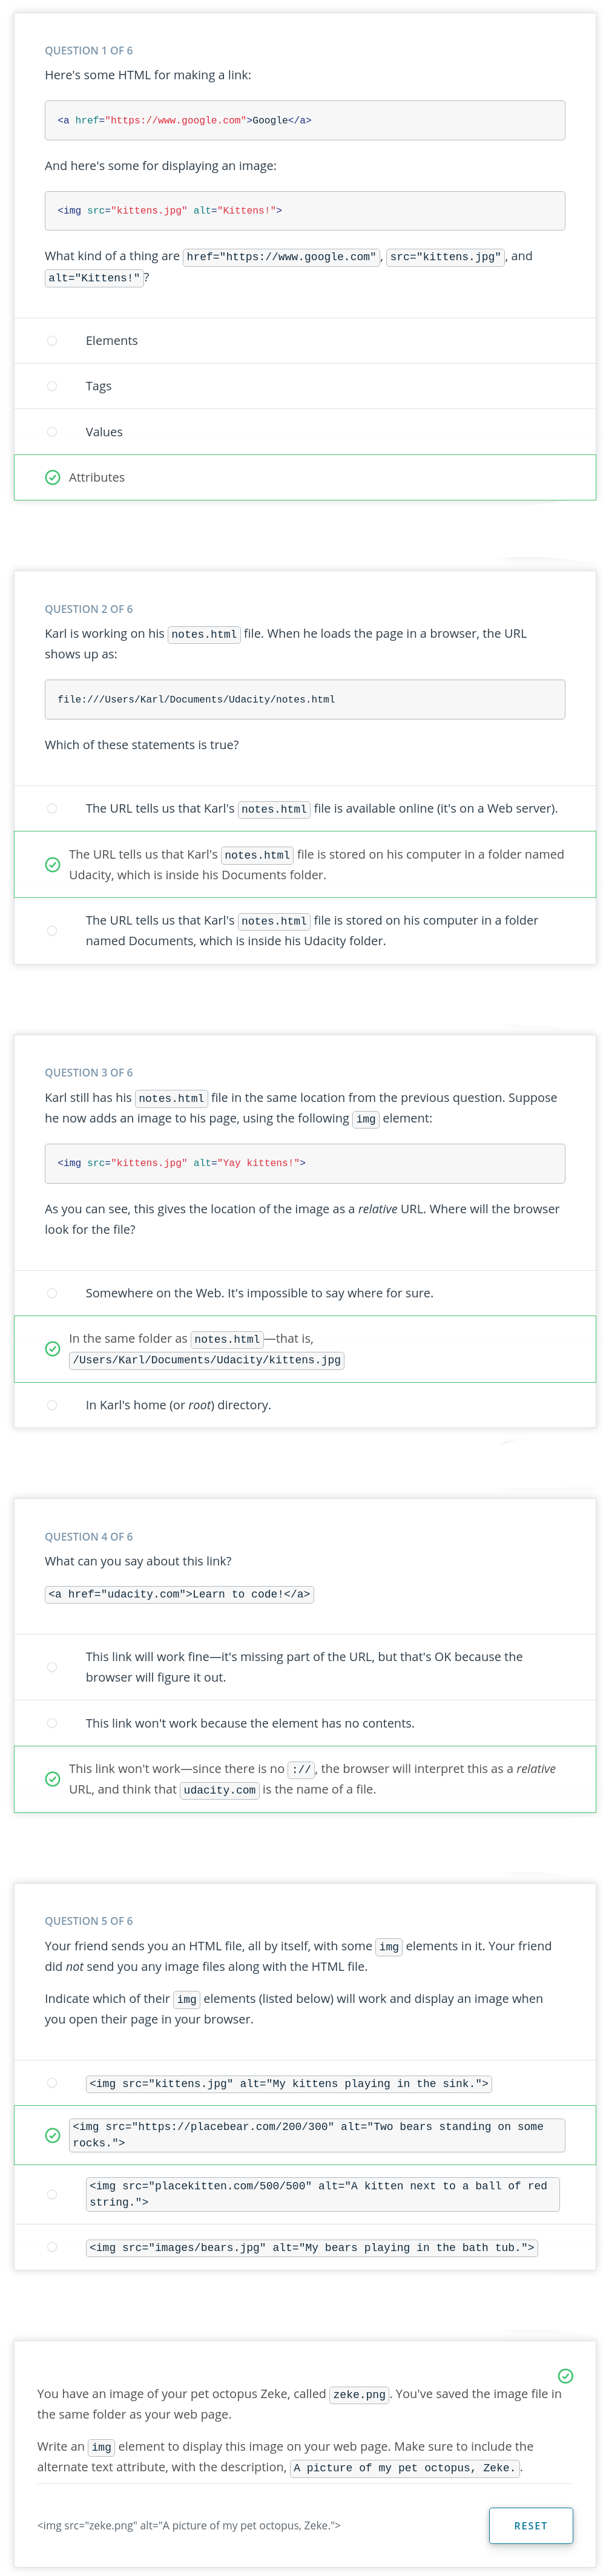 QUESTION 1 OF 6
Here's some HTML for making a link:
<a href="https://www.google.com">Google</a>
And here's some for displaying an image:
<img src="kittens.jpg" alt="Kittens!">
What kind of a thing are href="https://www.google.com", src="kittens.jpg", and
alt="Kittens!"?
Elements
Tags
Values
Attributes
QUESTION 2 OF 6
Karl is working on his notes.html file. When he loads the page in a browser, the URL
shows up as:
file:///Users/Karl/Documents/Udacity/notes.html
Which of these statements is true?
The URL tells us that Karl's notes.html file is available online (it's on a Web server).
The URL tells us that Karl's notes.html file is stored on his computer in a folder named
Udacity, which is inside his Documents folder.
The URL tells us that Karl's notes.html file is stored on his computer in a folder
named Documents, which is inside his Udacity folder.
QUESTION 3 OF 6
Karl still has his notes.html file in the same location from the previous question. Suppose
he now adds an image to his page, using the following img element:
<img src="kittens.jpg" alt="Yay kittens!">
As you can see, this gives the location of the image as a relative URL. Where will the browser
look for the file?
Somewhere on the Web. It's impossible to say where for sure.
In the same folder as notes.html—that is,
/Users/Karl/Documents/Udacity/kittens.jpg
In Karl's home (or root) directory.
QUESTION 4 OF 6
What can you say about this link?
<a href="udacity.com">Learn to code!</a>
This link will work fine—it's missing part of the URL, but that's OK because the
browser will figure it out.
This link won't work because the element has no contents.
This link won't work—since there is no ://, the browser will interpret this as a relative
URL, and think that udacity.com is the name of a file.
QUESTION 5 OF 6
Your friend sends you an HTML file, all by itself, with some img elements in it. Your friend
did not send you any image files along with the HTML file.
Indicate which of their img elements (listed below) will work and display an image when
you open their page in your browser.
<img src="kittens.jpg" alt="My kittens playing in the sink.">
<img src="https://placebear.com/200/300" alt="Two bears standing on some
rocks.">
<img src="placekitten.com/500/500" alt="A kitten next to a ball of red
string.">
<img src="images/bears.jpg" alt="My bears playing in the bath tub.">
You have an image of your pet octopus Zeke, called zeke.png. You've saved the image file in
the same folder as your web page.
Write an img element to display this image on your web page. Make sure to include the
alternate text attribute, with the description, A picture of my pet octopus, Zeke..
<img src="zeke.png" alt="A picture of my pet octopus, Zeke.">
RESET